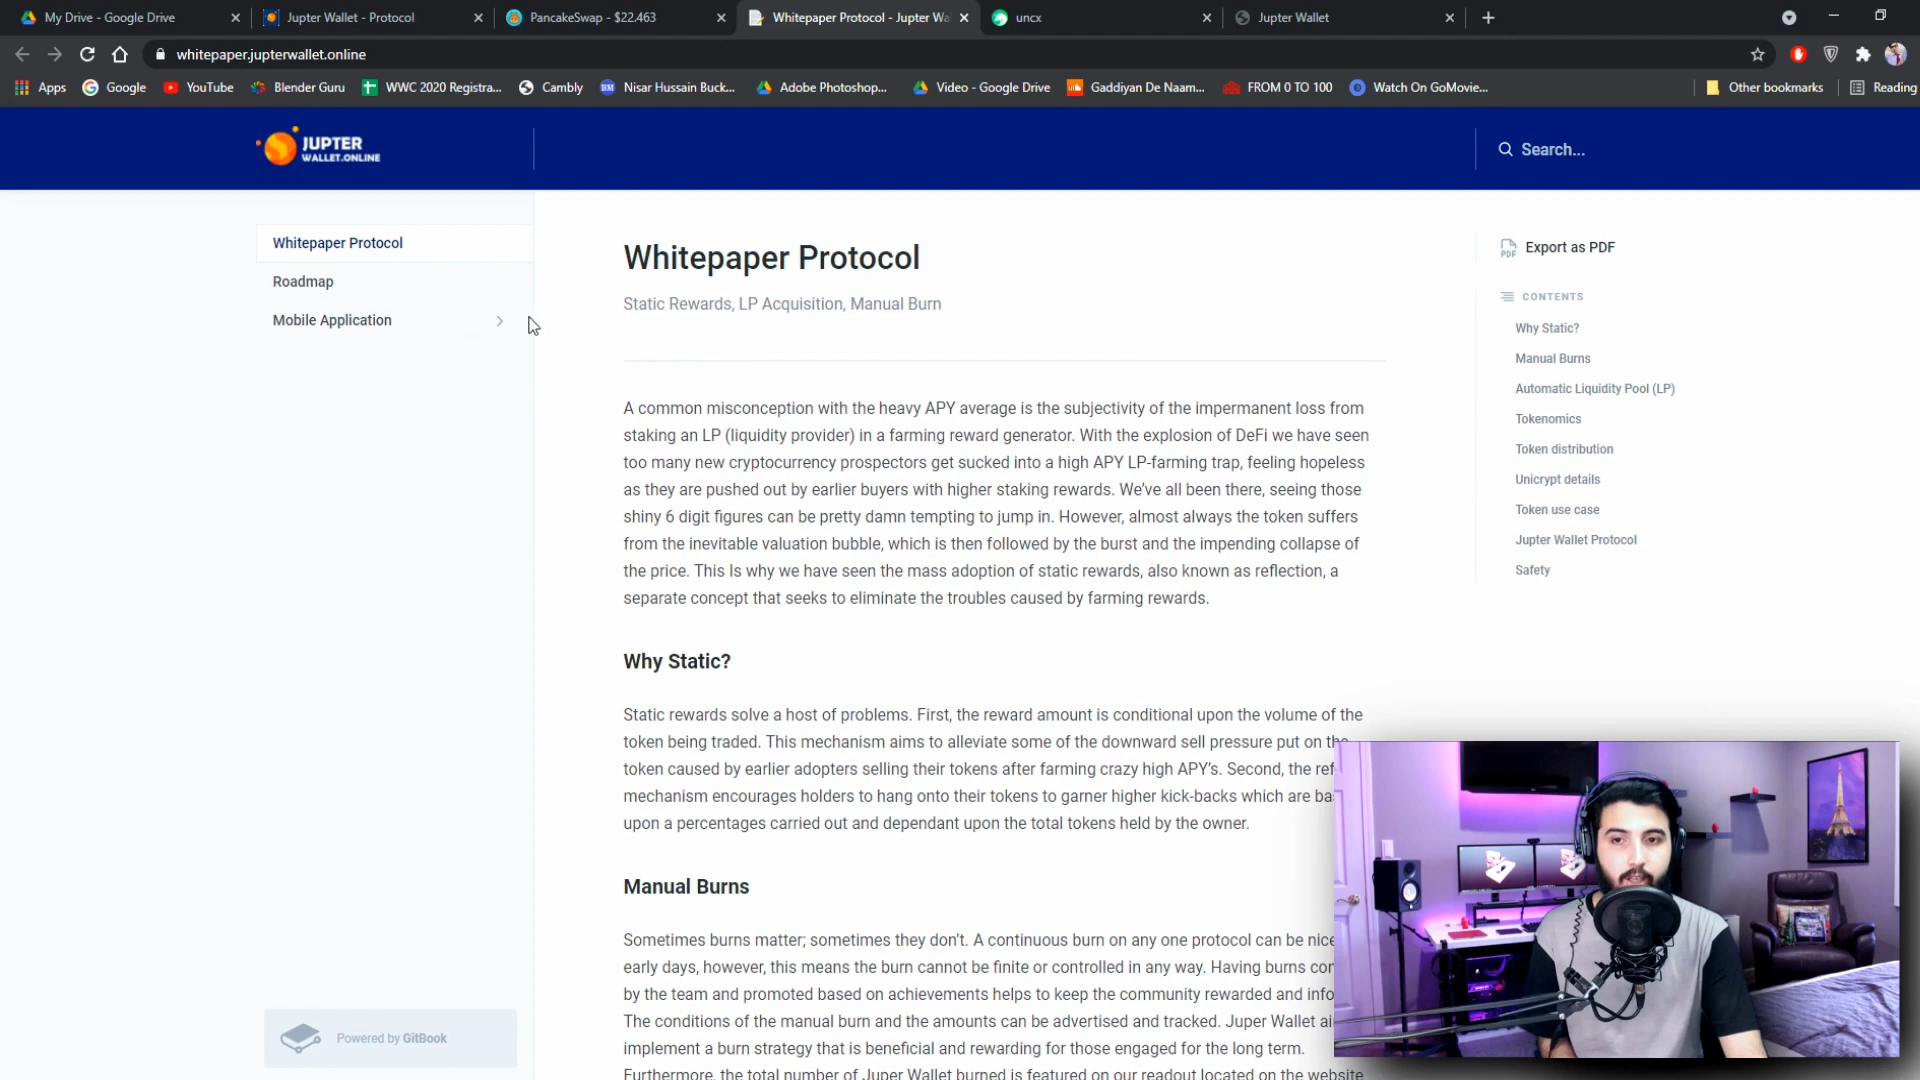 My Drive - Google Drive
Jupter Wallet - Protocol
PancakeSwap - $22.463
Whitepaper Protocol - Jupter Wa
uncx
Jupter Wallet
whitepaper.jupterwallet.online
Apps
Google
YouTube
Blender Guru
WWC 2020 Registra...
Cambly
BM
Nisar Hussain Buck...
Adobe Photoshop...
Video - Google Drive
Gaddiyan De Naam...
FROM 0 TO 100
Watch On GoMovie...
Other bookmarks
Reading
JUPTER
WALLET.ONLINE
Search...
Whitepaper Protocol
Roadmap
Mobile Application
Whitepaper Protocol
Static Rewards, LP Acquisition, Manual Burn
A common misconception with the heavy APY average is the subjectivity of the impermanent loss from
staking an LP (liquidity provider) in a farming reward generator. With the explosion of DeFi we have seen
too many new cryptocurrency prospectors get sucked into a high APY LP-farming trap, feeling hopeless
as they are pushed out by earlier buyers with higher staking rewards. We've all been there, seeing those
shiny 6 digit figures can be pretty damn tempting to jump in. However, almost always the token suffers
from the inevitable valuation bubble, which is then followed by the burst and the impending collapse of
the price. This Is why we have seen the mass adoption of static rewards, also known as reflection, a
separate concept that seeks to eliminate the troubles caused by farming rewards.
Why Static?
Static rewards solve a host of problems. First, the reward amount is conditional upon the volume of the
token being traded. This mechanism aims to alleviate some of the downward sell pressure put on the
token caused by earlier adopters selling their tokens after farming crazy high APY's. Second, the ref
mechanism encourages holders to hang onto their tokens to garner higher kick-backs which are ba
upon a percentages carried out and dependant upon the total tokens held by the owner.
Manual Burns
Sometimes burns matter; sometimes they don't. A continuous burn on any one protocol can be nice
early days, however, this means the burn cannot be finite or controlled in any way. Having burns con
by the team and promoted based on achievements helps to keep the community rewarded and info
The conditions of the manual burn and the amounts can be advertised and tracked. Juper Wallet ai
implement a burn strategy that is beneficial and rewarding for those engaged for the long term.
Furthermore, the total number of Juper Wallet burned is featured on our readout located on the website
PDF
Export as PDF
CONTENTS
Why Static?
Manual Burns
Automatic Liquidity Pool (LP)
Tokenomics
Token distribution
Unicrypt details
Token use case
Jupter Wallet Protocol
Safety
Powered by GitBook